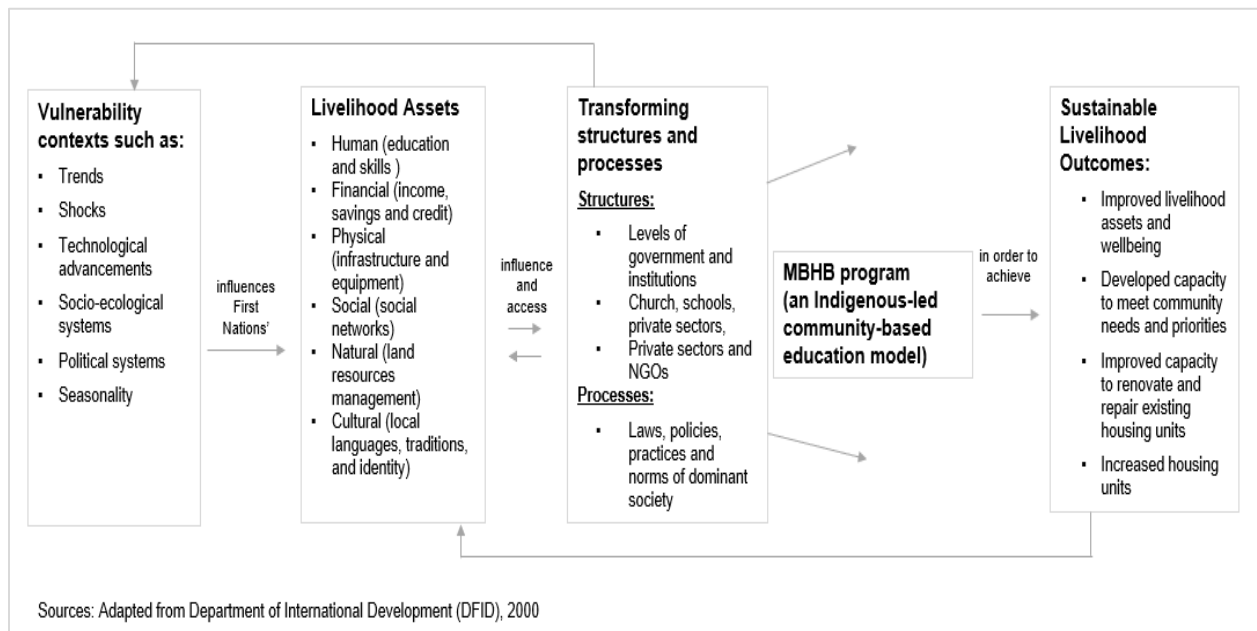 Vulnerability
contexts such as:
▪ Trends
▪ Shocks
▪ Technological
advancements
▪ Socio-ecological
systems
▪ Political systems
▪ Seasonality
influences
First
Nations’
Livelihood Assets
▪ Human (education
and skills )
▪ Financial (income,
savings and credit)
▪ Physical
(infrastructure and
equipment)
▪ Social (social
networks)
▪ Natural (land
resources
management)
▪ Cultural (local
languages, traditions,
and identity)
influence
and
access
Transforming
structures and
processes
Structures:
▪ Levels of
government and
institutions
▪ Church, schools,
private sectors,
▪ Private sectors and
NGOs
Processes:
▪ Laws, policies,
practices and
norms of dominant
society
MBHB program
(an Indigenous-led
community-based
education model)
in order to
achieve
Sustainable
Livelihood
Outcomes:
▪ Improved livelihood
assets and
wellbeing
▪ Developed capacity
to meet community
needs and priorities
▪ Improved capacity
to renovate and
repair existing
housing units
▪ Increased housing
units
Sources: Adapted from Department of International Development (DFID), 2000